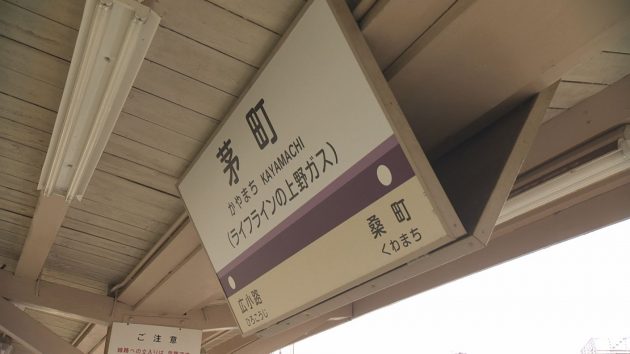 茅町
かやまち KAYAMACHI
(ライフラインの上野ガス)
桑町
くわまち
広小路
ひろこうじ
ご注意